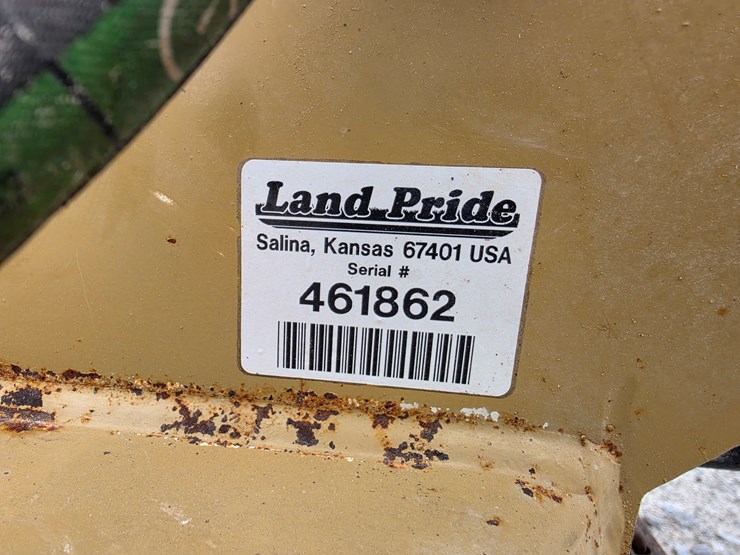 Land Pride
Salina, Kansas 67401 USA
Serial #
461862